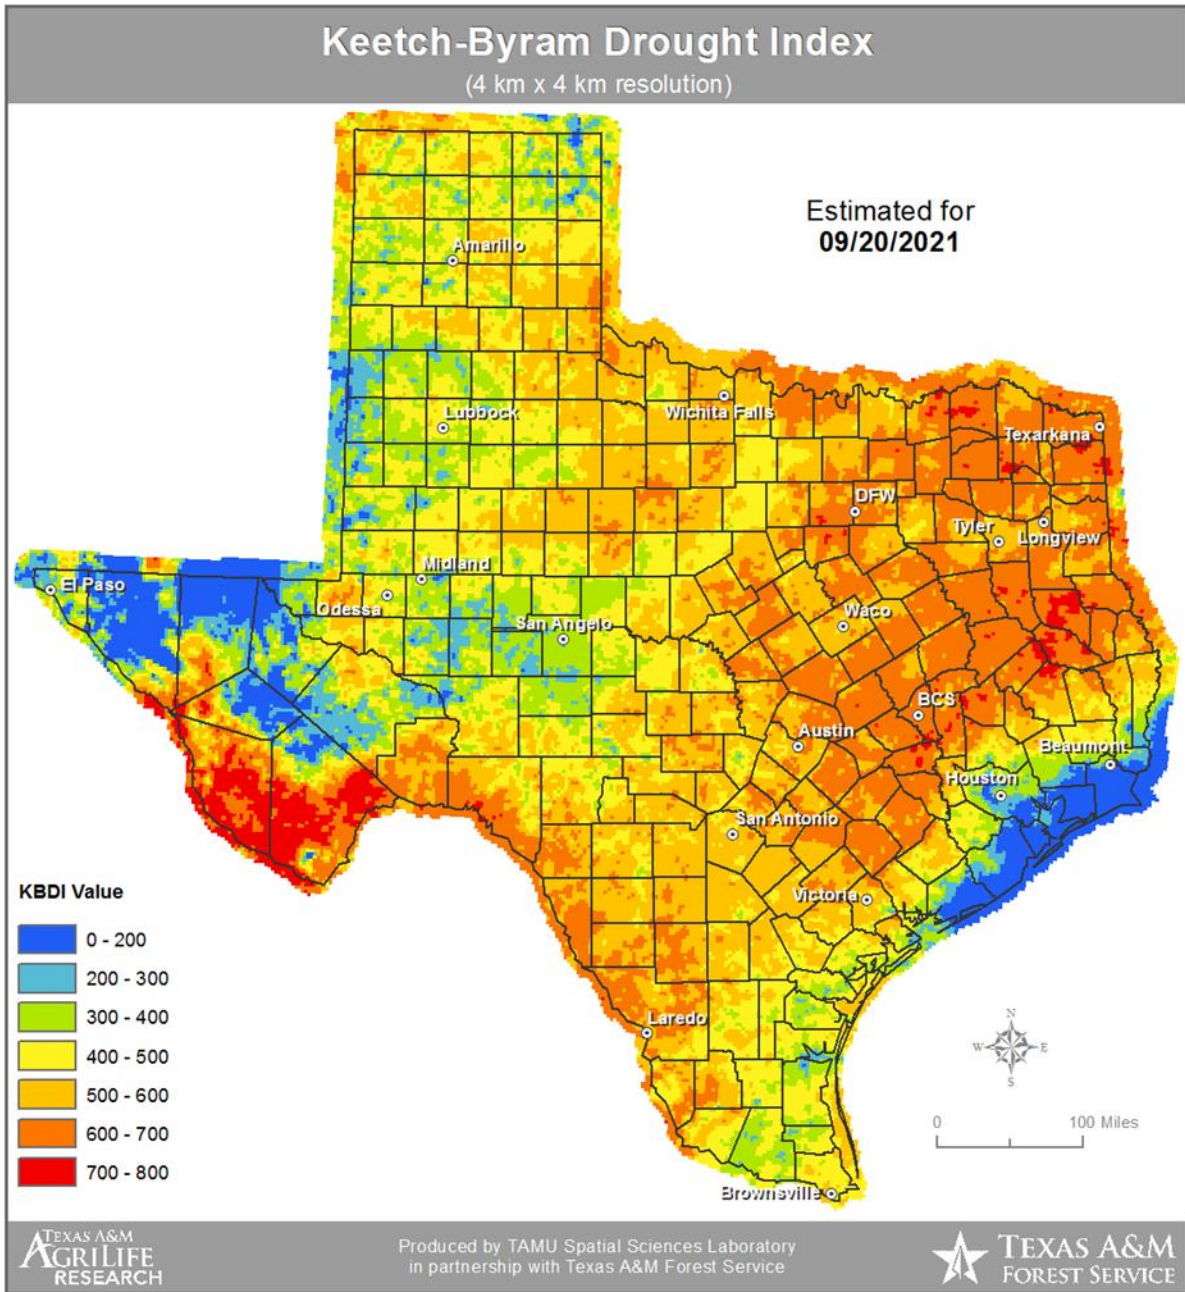 Keetch-Byram Drought Index
(4 km x 4 km resolution)
Estimated for
09/20/2021
Amarillo
Lubbock
Wichita Falls
Texarkana
DFW
Tyler
Longview
Midland
El Paso
Odessa
San Angelo
Waco
BCS
Austin
Beaumont
Houston
San Antonio
Victoria
Laredo
Brownsville
KBDI Value
0 - 200
200 - 300
300 - 400
400 - 500
500 - 600
600 - 700
700 - 800
N
W
E
S
0
100 Miles
TEXAS A&M
AGRILIFE
RESEARCH
Produced by TAMU Spatial Sciences Laboratory
in partnership with Texas A&M Forest Service
TEXAS A&M
FOREST SERVICE